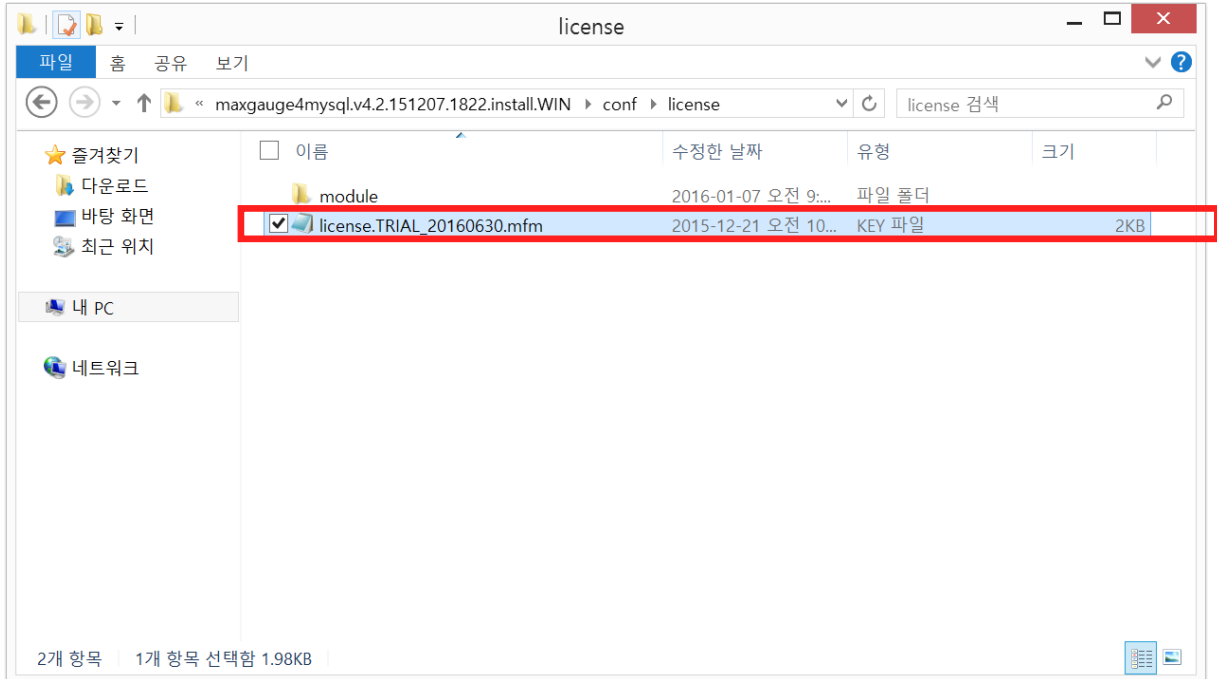 license
파일 홈 공유 보기
« maxgauge4mysql.v4.2.151207.1822.install.WIN conf license license 검색
즐겨찾기
다운로드
바탕 화면
최근 위치
내 PC
네트워크
이름 수정한 날짜 유형 크기
module 2016-01-07 오전 9:... 파일 폴더
license.TRIAL_20160630.mfm 2015-12-21 오전 10... KEY 파일 2KB
2개 항목 1개 항목 선택함 1.98KB